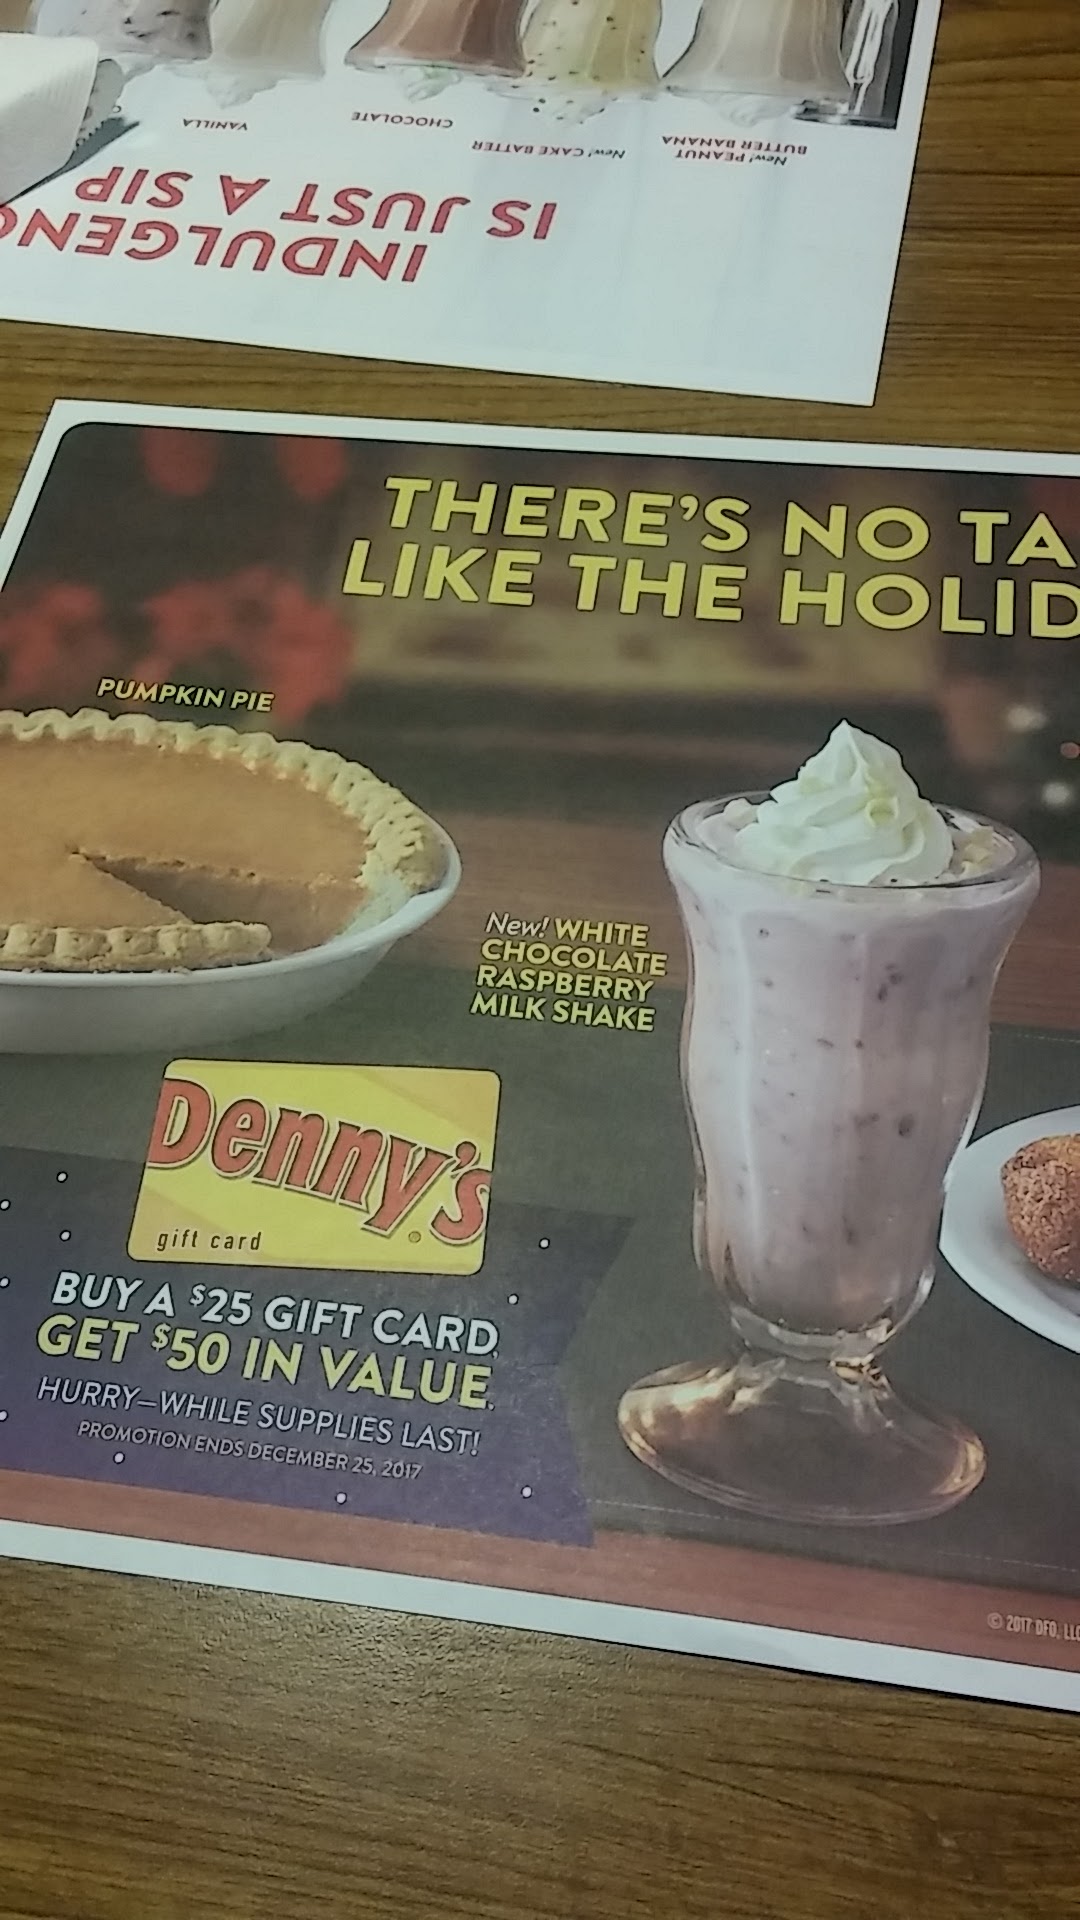 VANILLA
CHOCOLATE
New! CAKE BATTER
New! PEANUT
BUTTER BANANA
IS JUST A SIP
THERE'S NO TA
LIKE THE HOLID
PUMPKIN PIE
New! WHITE
CHOCOLATE
RASPBERRY
MILK SHAKE
Denny's
gift card
BUY A $25 GIFT CARD,
GET $50 IN VALUE.
HURRY—WHILE SUPPLIES LAST!
PROMOTION ENDS DECEMBER 25, 2017
© 2017 DFO, LLC